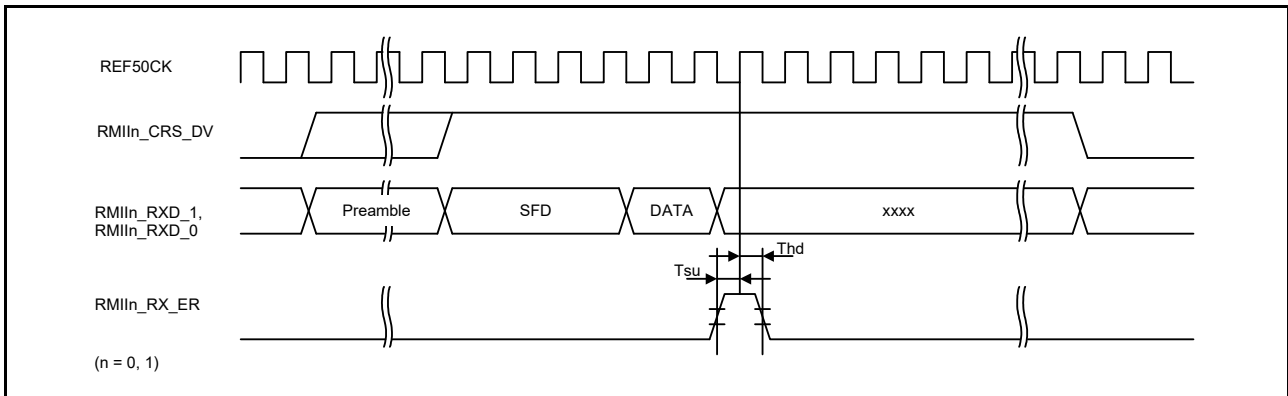 REF50CK
RMIIn_CRS_DV
RMIIn_RXD_1,
RMIIn_RXD_0
Preamble
SFD
DATA
xxxx
Thd
Tsu
RMIIn_RX_ER
(n = 0, 1)